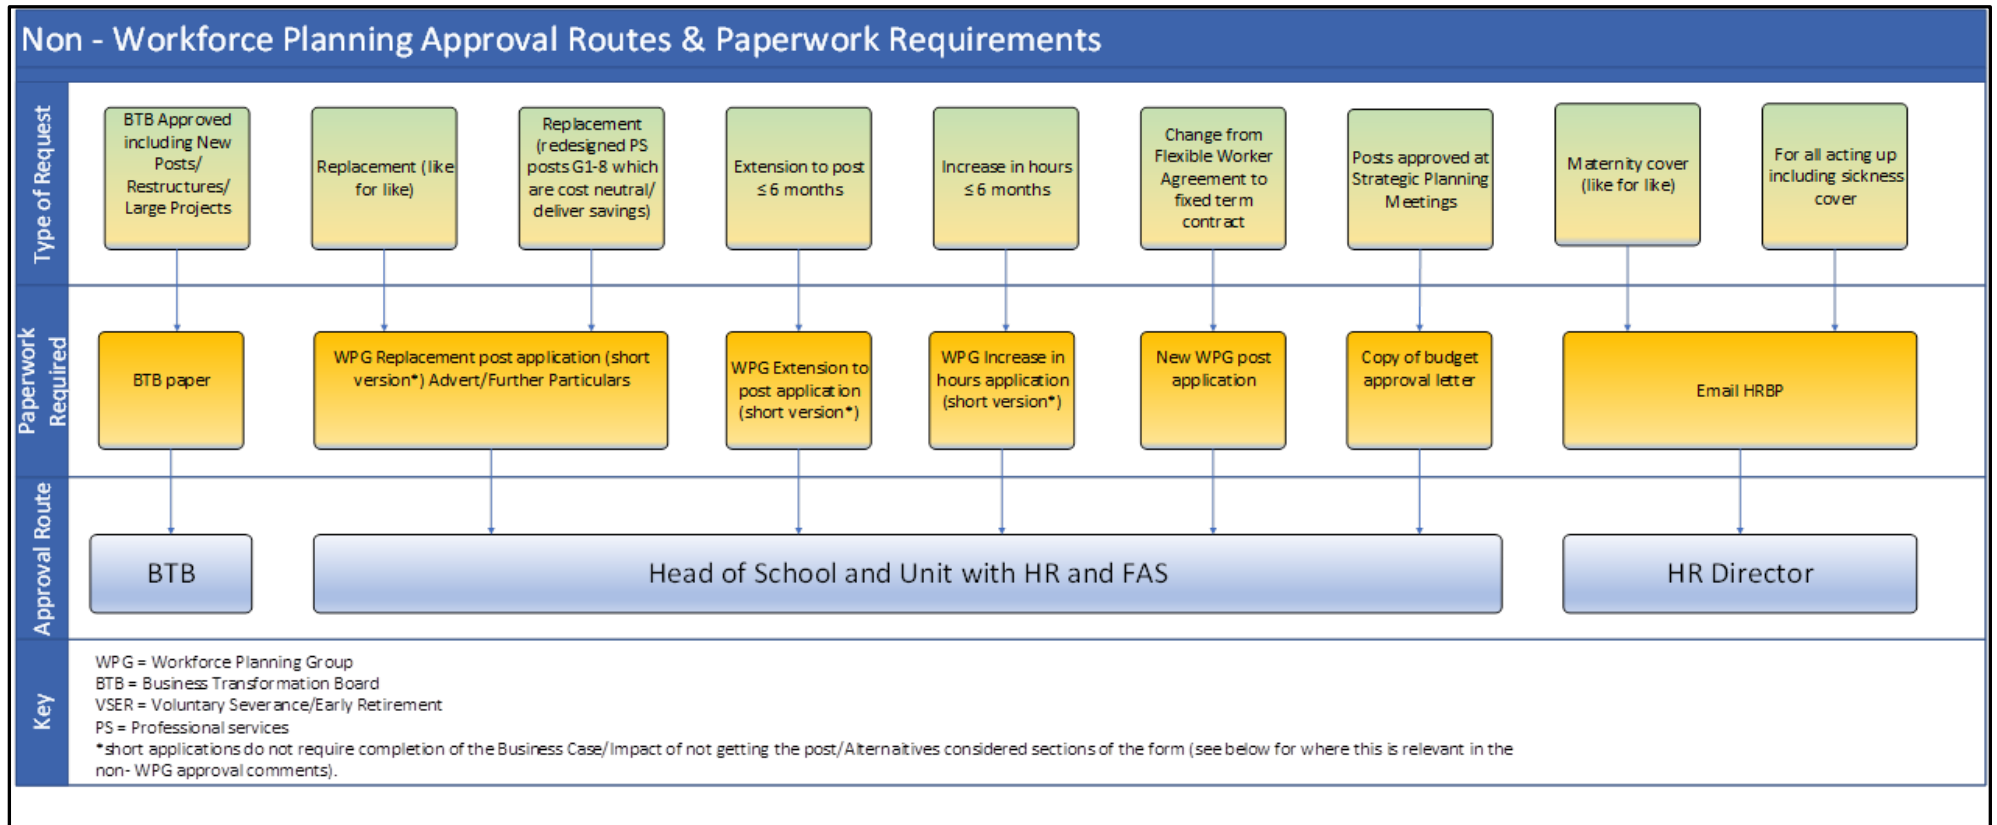 Non - Workforce Planning Approval Routes & Paperwork Requirements
Type of Request
BTB Approved
including New
Posts/
Restructures/
Large Projects
Replacement (like
for like)
Replacement
(redesigned PS
posts G1-8 which
are cost neutral/
deliver savings)
Extension to post
≤ 6 months
Increase in hours
≤ 6 months
Change from
Flexible Worker
Agreement to
fixed term
contract
Posts approved at
Strategic Planning
Meetings
Maternity cover
(like for like)
For all acting up
including sickness
cover
Paperwork
Required
BTB paper
WPG Replacement post application (short
version*) Advert/Further Particulars
WPG Extension to
post application
(short version*)
WPG Increase in
hours application
(short version*)
New WPG post
application
Copy of budget
approval letter
Email HRBP
Approval Route
BTB
Head of School and Unit with HR and FAS
HR Director
Key
WPG = Workforce Planning Group
BTB = Business Transformation Board
VSER = Voluntary Severance/Early Retirement
PS = Professional services
*short applications do not require completion of the Business Case/Impact of not getting the post/Alternaitives considered sections of the form (see below for where this is relevant in the
non- WPG approval comments).